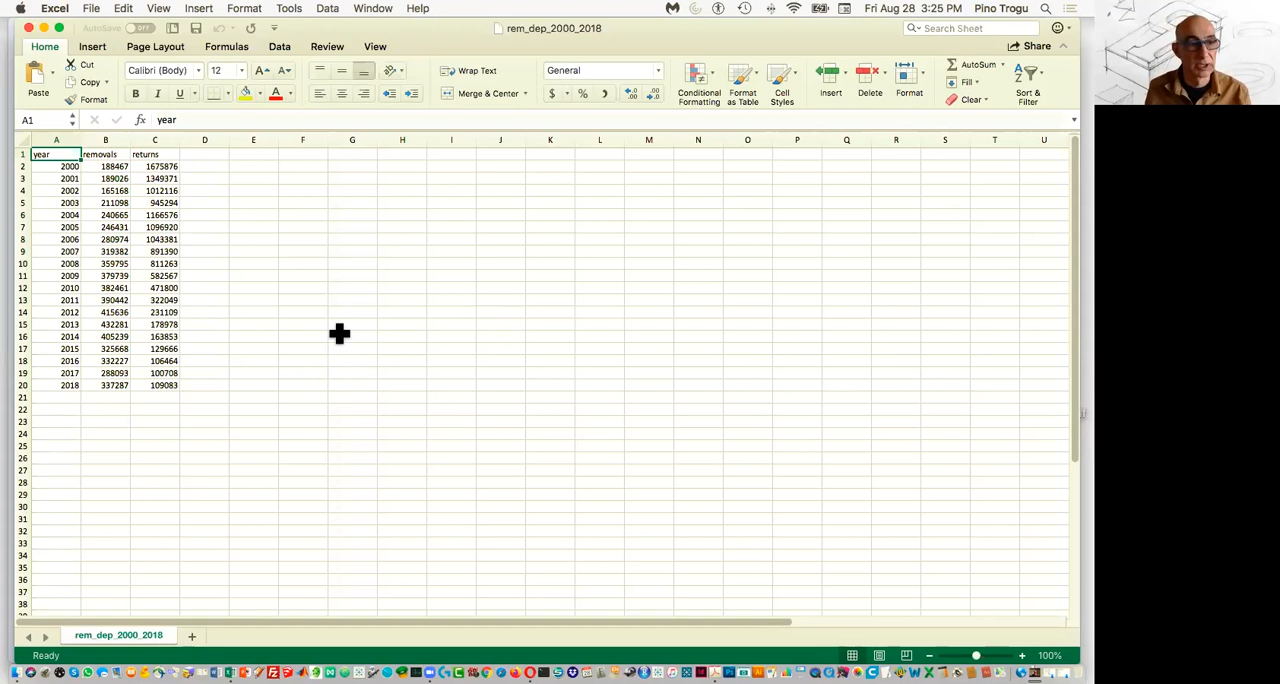 Excel File Edit View Insert Format Tools Data Window Help Fri Aug 28 3:25 PM Pino Trogu
AutoSave OFF rem_dep_2000_2018 Search Sheet
Home Insert Page Layout Formulas Data Review View Share
Cut Calibri (Body) 12 Wrap Text General AutoSum
Copy Fill
Paste Format B I U Merge & Center $ % Conditional Formatting Format as Table Cell Styles Insert Delete Format Clear Sort & Filter
A1 fx year
A B C D E F G H I J K L M N O P Q R S T U
1 year removals returns
2 2000 188467 1675876
3 2001 189026 1349371
4 2002 165168 1012116
5 2003 211098 945294
6 2004 240665 1166576
7 2005 246431 1096920
8 2006 280974 1043381
9 2007 319382 891390
10 2008 359795 811263
11 2009 379739 582567
12 2010 382461 471800
13 2011 390442 322049
14 2012 415636 231109
15 2013 432281 178978
16 2014 405239 163853
17 2015 325668 129666
18 2016 332227 106464
19 2017 288093 100708
20 2018 337287 109083
21
22
23
24
25
26
27
28
29
30
31
32
33
34
35
36
37
38
rem_dep_2000_2018 +
Ready 100%